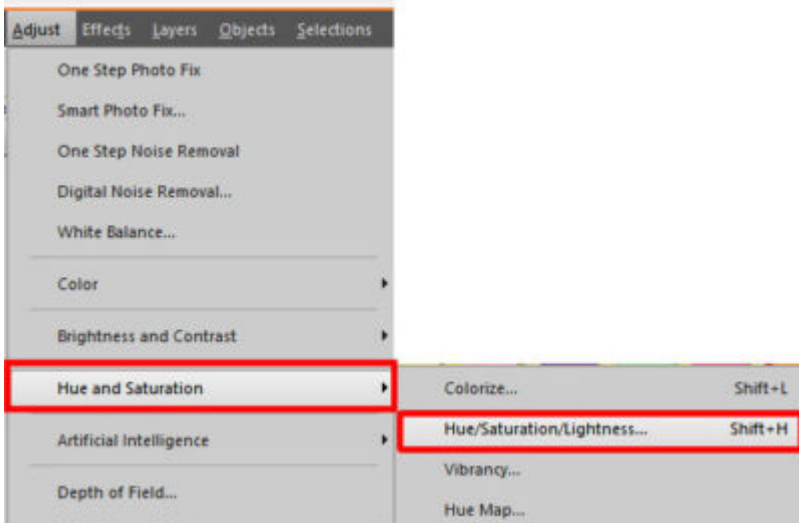 Adjust Effects Layers Objects Selections
One Step Photo Fix
Smart Photo Fix...
One Step Noise Removal
Digital Noise Removal...
White Balance...
Color
Brightness and Contrast
Hue and Saturation
Colorize... Shift+L
Artificial Intelligence
Hue/Saturation/Lightness... Shift+H
Vibrancy...
Depth of Field...
Hue Map...